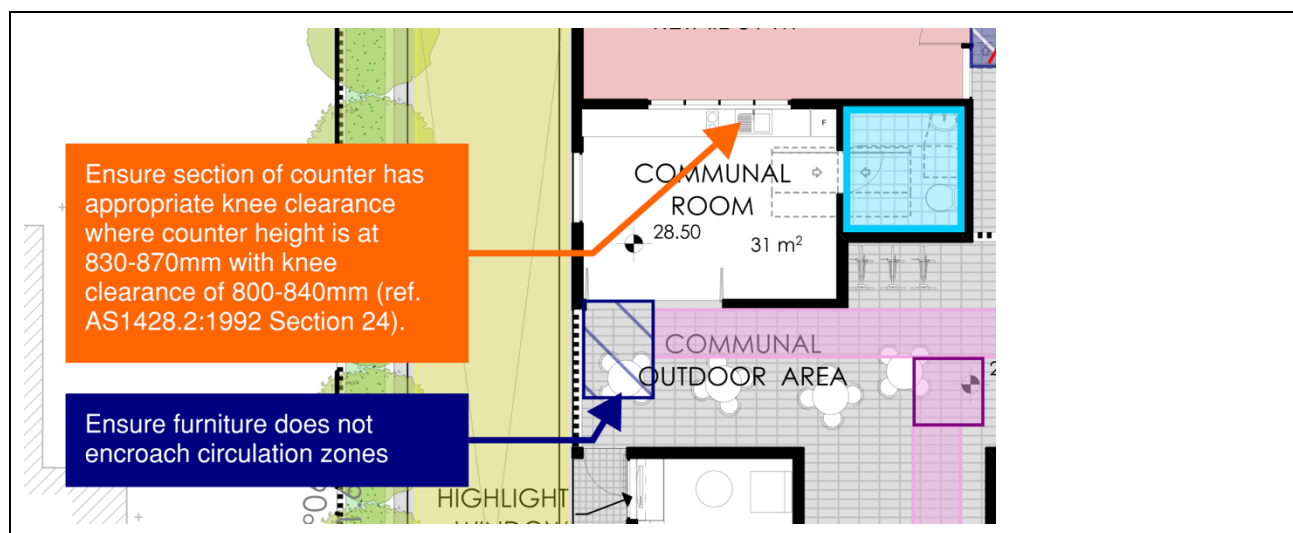 Ensure section of counter has
appropriate knee clearance
where counter height is at
830-870mm with knee
clearance of 800-840mm (ref.
AS1428.2:1992 Section 24).
Ensure furniture does not
encroach circulation zones
F
COMMUNAL
ROOM
28.50
31 m²
COMMUNAL
OUTDOOR AREA
HIGHLIGHT
WINDOW